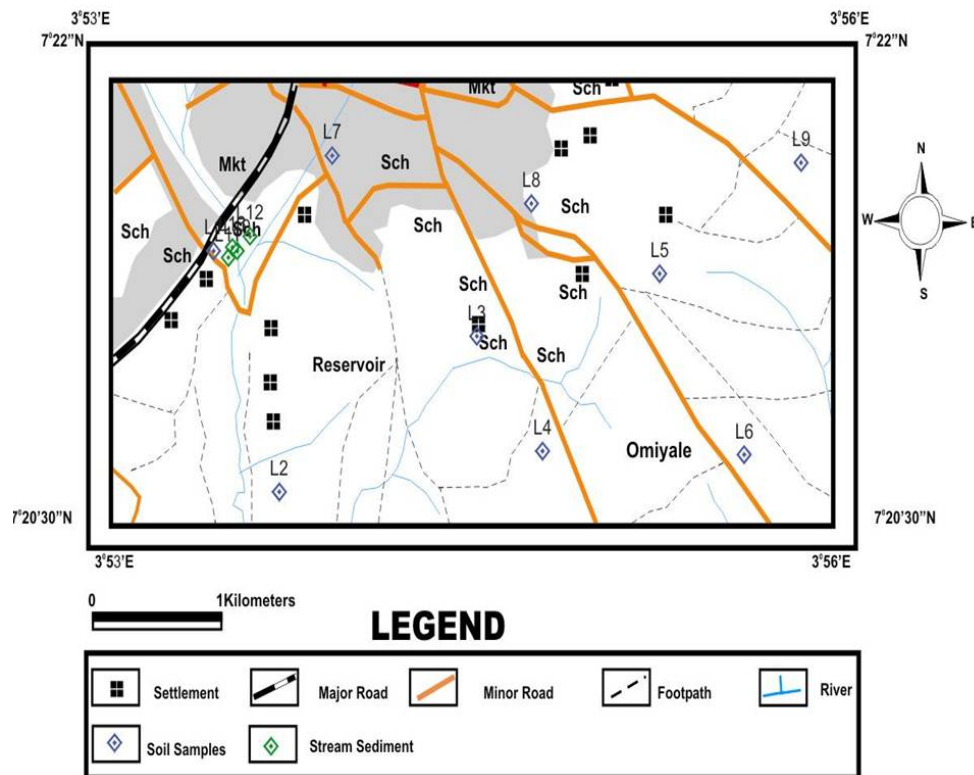 3°53'E
3°56'E
7°22"N
7°22"N
Mkt
Sch
L7
Sch
L9
Mkt
L8
Sch
L12
Sch
Sch
Sch
Sch
L5
N
W
E
S
Sch
Sch
L3
Sch
Sch
Reservoir
L4
Omiyale
L6
L2
7°20'30"N
7°20'30"N
3°53'E
3°56'E
0
1Kilometers
LEGEND
Settlement
Major Road
Minor Road
Footpath
River
Soil Samples
Stream Sediment